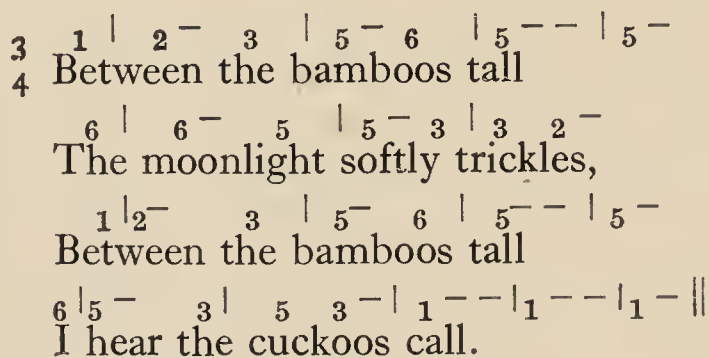 3 1 | 2 – 3 | 5 – 6 | 5 – – | 5 –
4 Between the bamboos tall
6 | 6 – 5 | 5 – 3 | 3 2 –
The moonlight softly trickles,
1 | 2 – 3 | 5 – 6 | 5 – – | 5 –
Between the bamboos tall
6 | 5 – 3 | 5 3 – | 1 – – | 1 – – | 1 – ||
I hear the cuckoos call.